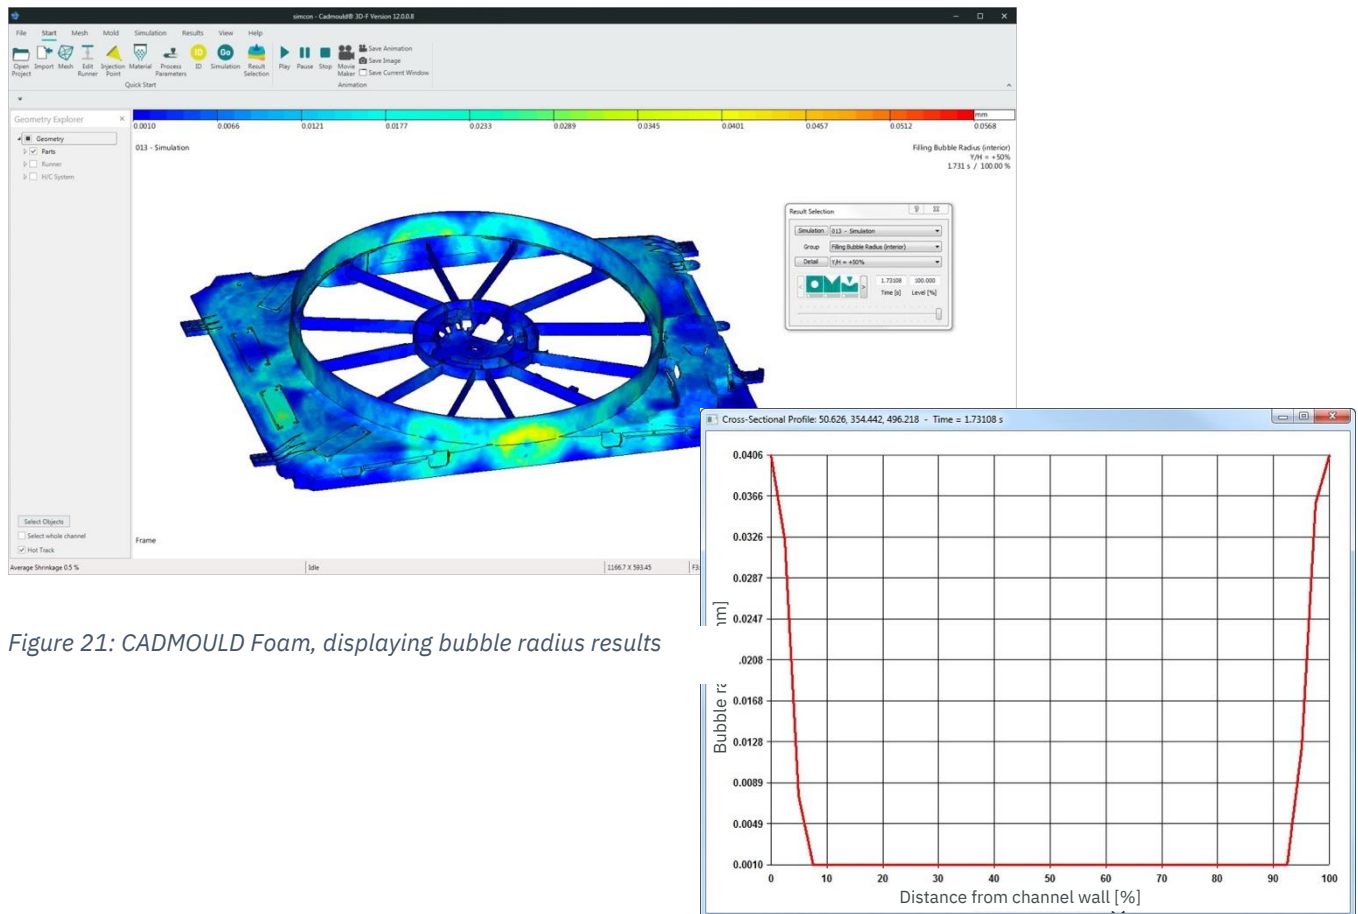 simcon - Cadmould® 3D-F Version 12.0.0.8
File Start Mesh Mold Simulation Results View Help
Open Project Import Mesh Edit Runner Injection Point Material Process Parameters ID Simulation Result Selection Play Pause Stop Movie Maker
ID Go
Save Animation
Save Image
Save Current Window
Quick Start Animation
Geometry Explorer
Geometry
Parts
Runner
H/C System
mm
0.0010 0.0066 0.0121 0.0177 0.0233 0.0289 0.0345 0.0401 0.0457 0.0512 0.0568
013 - Simulation
Filling Bubble Radius (interior)
Y/H = +50%
1.731 s / 100.00 %
Result Selection
Simulation 013 - Simulation
Group Filling Bubble Radius (interior)
Detail Y/H = +50%
1.73108 100.000
Time [s] Level [%]
Select Objects
Select whole channel
Hot Track
Frame
Average Shrinkage 0.5 % Idle 1166.7 X 593.45
Figure 21: CADMOULD Foam, displaying bubble radius results
Cross-Sectional Profile: 50.626, 354.442, 496.218 - Time = 1.73108 s
0.0406
0.0366
0.0326
0.0287
0.0247
.0208
0.0168
0.0128
0.0089
0.0049
0.0010
Bubble
0 10 20 30 40 50 60 70 80 90 100
Distance from channel wall [%]